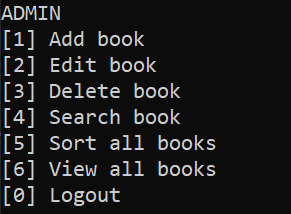 ADMIN
[1] Add book
[2] Edit book
[3] Delete book
[4] Search book
[5] Sort all books
[6] View all books
[0] Logout